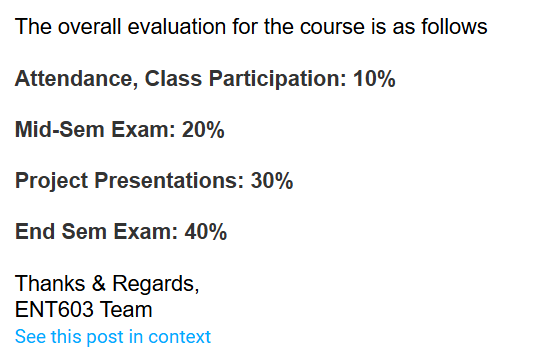 The overall evaluation for the course is as follows
Attendance, Class Participation: 10%
Mid-Sem Exam: 20%
Project Presentations: 30%
End Sem Exam: 40%
Thanks & Regards,
ENT603 Team
See this post in context